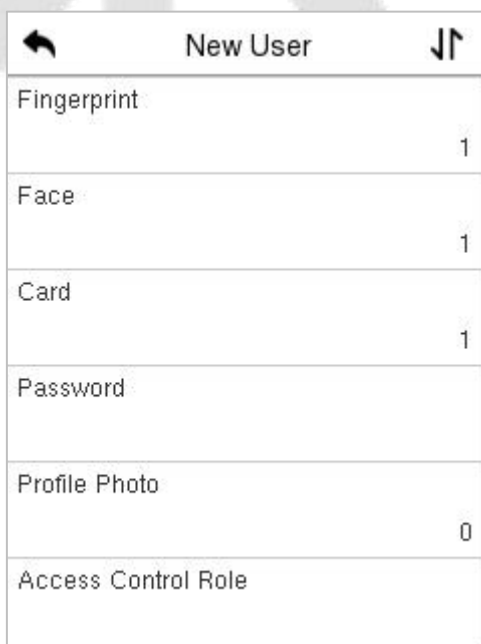 New User
Fingerprint
1
Face
1
Card
1
Password
Profile Photo
0
Access Control Role